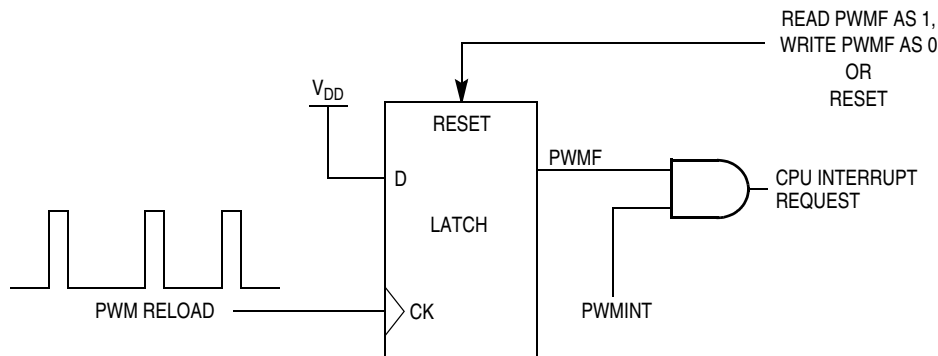 READ PWMF AS 1,
WRITE PWMF AS 0
OR
RESET
VDD
RESET
PWMF
D
CPU INTERRUPT
REQUEST
LATCH
PWM RELOAD
CK
PWMINT